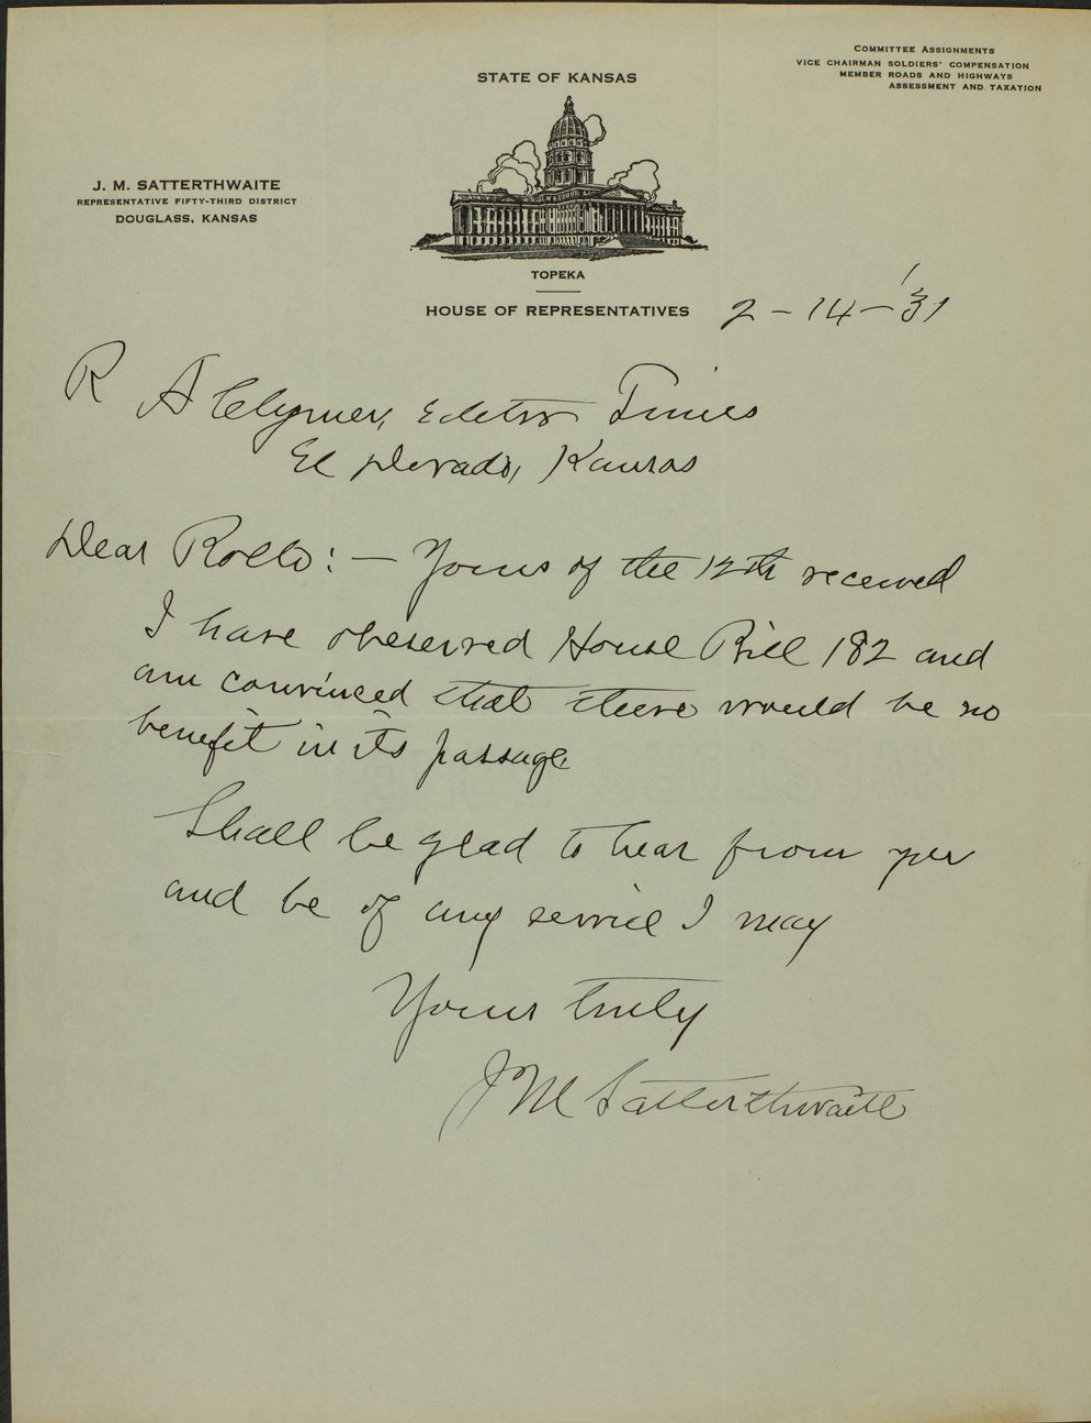 COMMITTEE ASSIGNMENTS
VICE CHAIRMAN SOLDIERS' COMPENSATION
MEMBER ROADS AND HIGHWAYS
ASSESSMENT AND TAXATION
STATE OF KANSAS
J. M. SATTERTHWAITE
REPRESENTATIVE FIFTY-THIRD DISTRICT
DOUGLASS, KANSAS
TOPEKA
HOUSE OF REPRESENTATIVES
2-14-'31
R A Clymer, Editor Times
El Dorado, Kansas
Dear Rollo:- Yours of the 12th received
I have observed House Bill 182 and
am convinced that there would be no
benefit in its passage
Shall be glad to hear from you
and be of any service I may
Yours truly
J M Satterthwaite